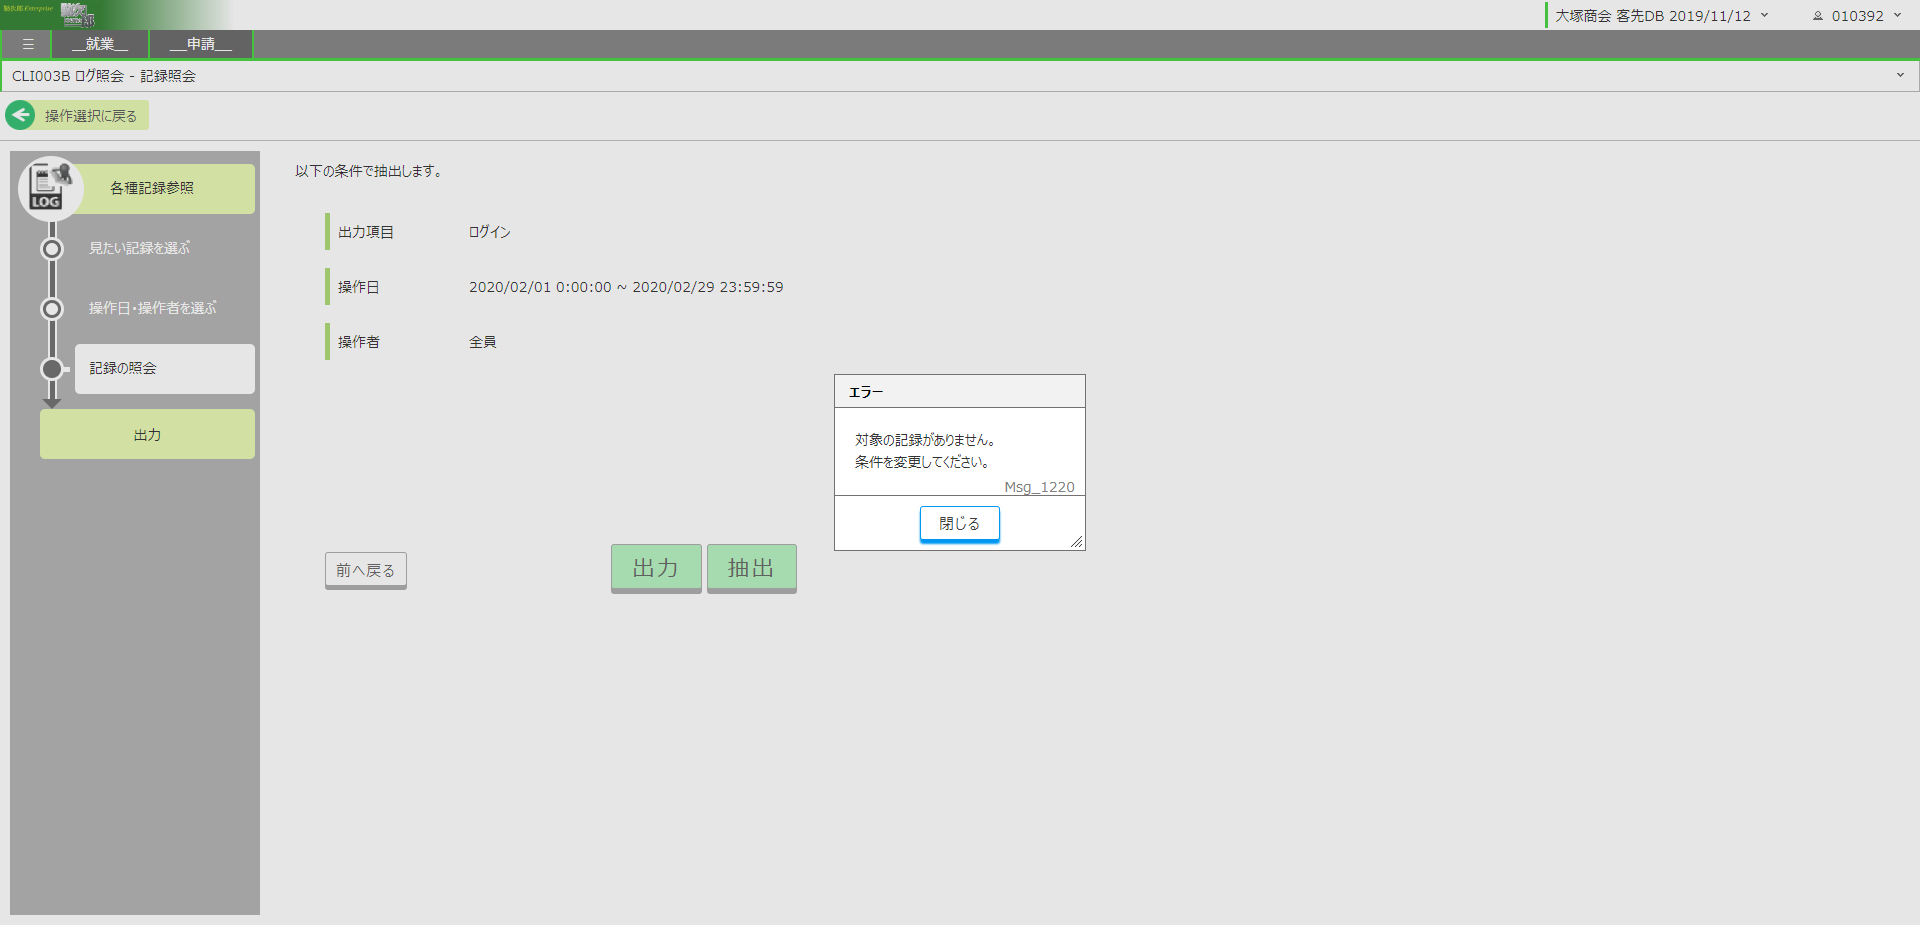 勤次郎 Enterprise
大塚商会 客先DB 2019/11/12
010392
__就業__
__申請__
CLI003B ログ照会 - 記録照会
操作選択に戻る
LOG
各種記録参照
見たい記録を選ぶ
操作日・操作者を選ぶ
記録の照会
出力
以下の条件で抽出します。
出力項目 ログイン
操作日 2020/02/01 0:00:00 ~ 2020/02/29 23:59:59
操作者 全員
エラー
対象の記録がありません。
条件を変更してください。
Msg_1220
閉じる
前へ戻る
出力
抽出